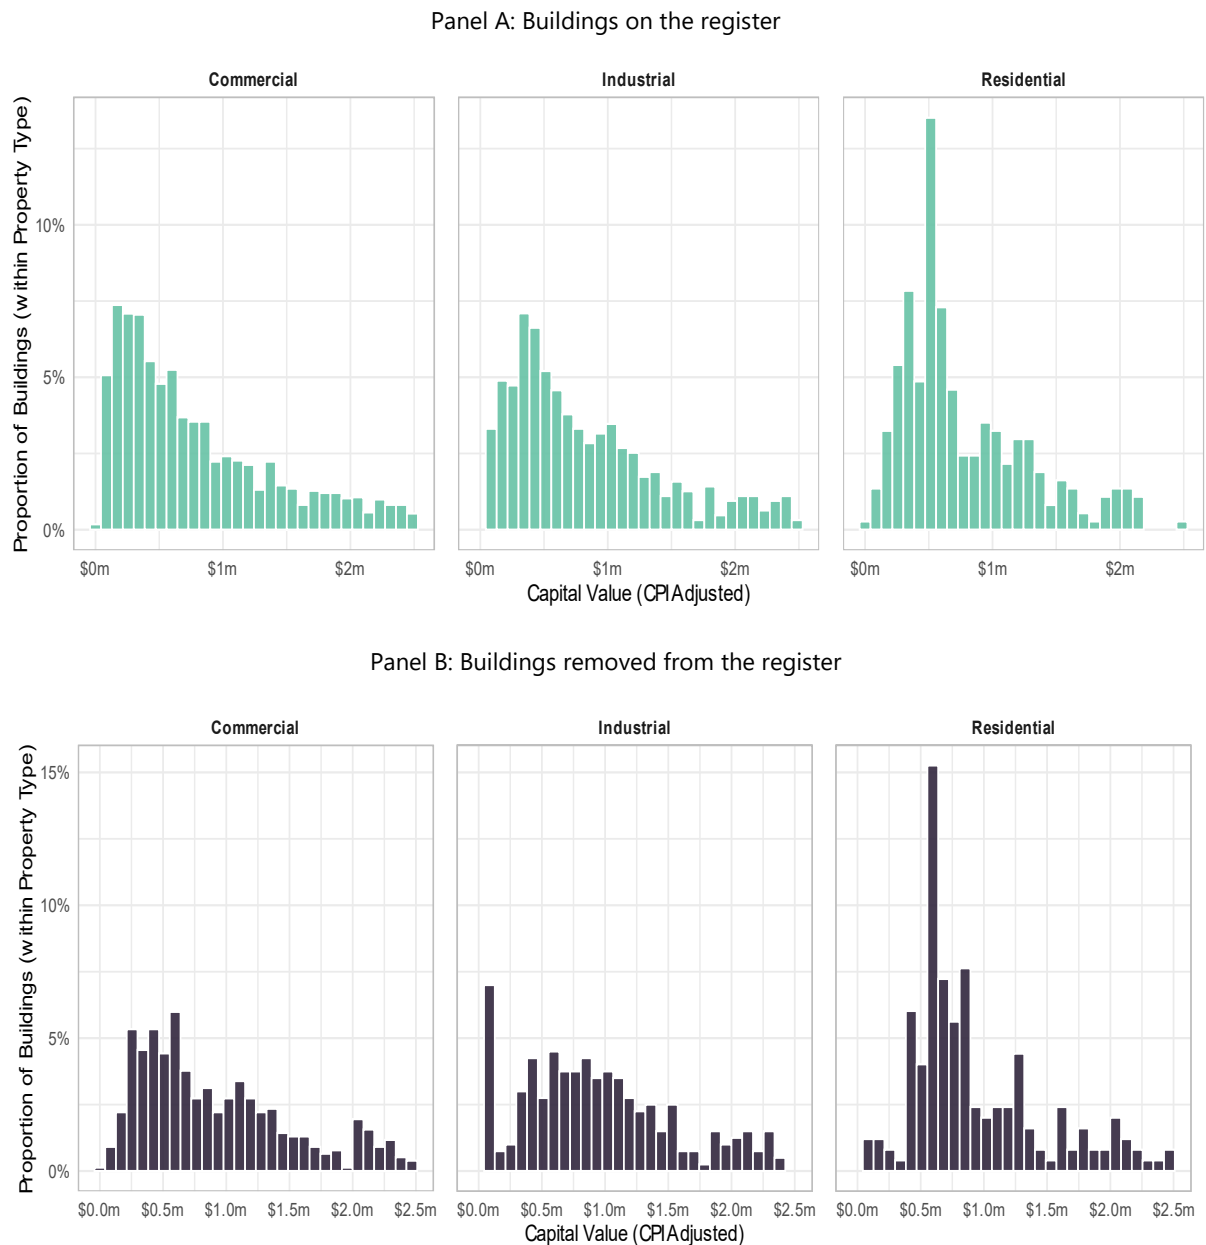 Panel A: Buildings on the register
Commercial
Industrial
Residential
Proportion of Buildings (within Property Type)
10%
5%
0%
$0m
$1m
$2m
$0m
$1m
$2m
$0m
$1m
$2m
Capital Value (CPI Adjusted)
Panel B: Buildings removed from the register
Commercial
Industrial
Residential
Proportion of Buildings (within Property Type)
15%
10%
5%
0%
$0.0m
$0.5m
$1.0m
$1.5m
$2.0m
$2.5m
$0.0m
$0.5m
$1.0m
$1.5m
$2.0m
$2.5m
$0.0m
$0.5m
$1.0m
$1.5m
$2.0m
$2.5m
Capital Value (CPI Adjusted)